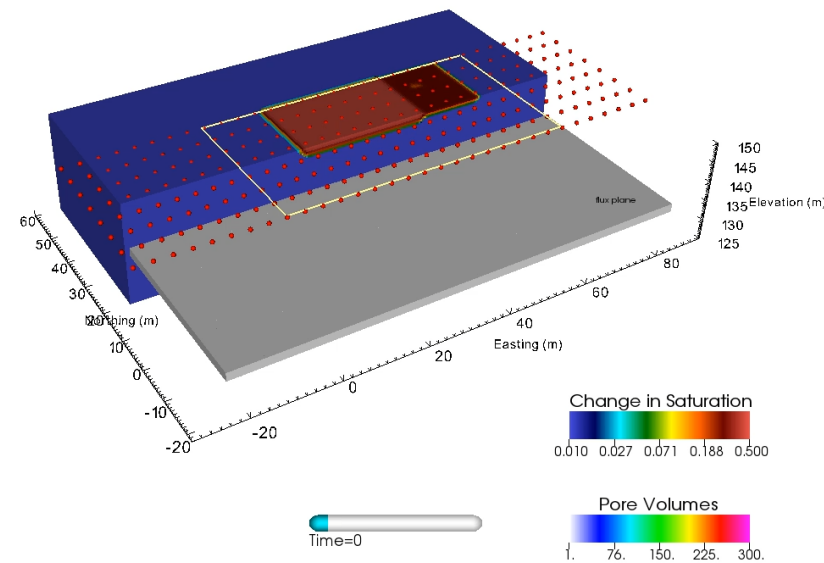 flux plane
150
145
140
135 Elevation (m)
130
125
60
50
40
30
20
Northing (m)
10
0
-10
-20
-20
0
20
40
60
80
Easting (m)
Change in Saturation
0.010 0.027 0.071 0.188 0.500
Time=0
Pore Volumes
1. 76. 150. 225. 300.